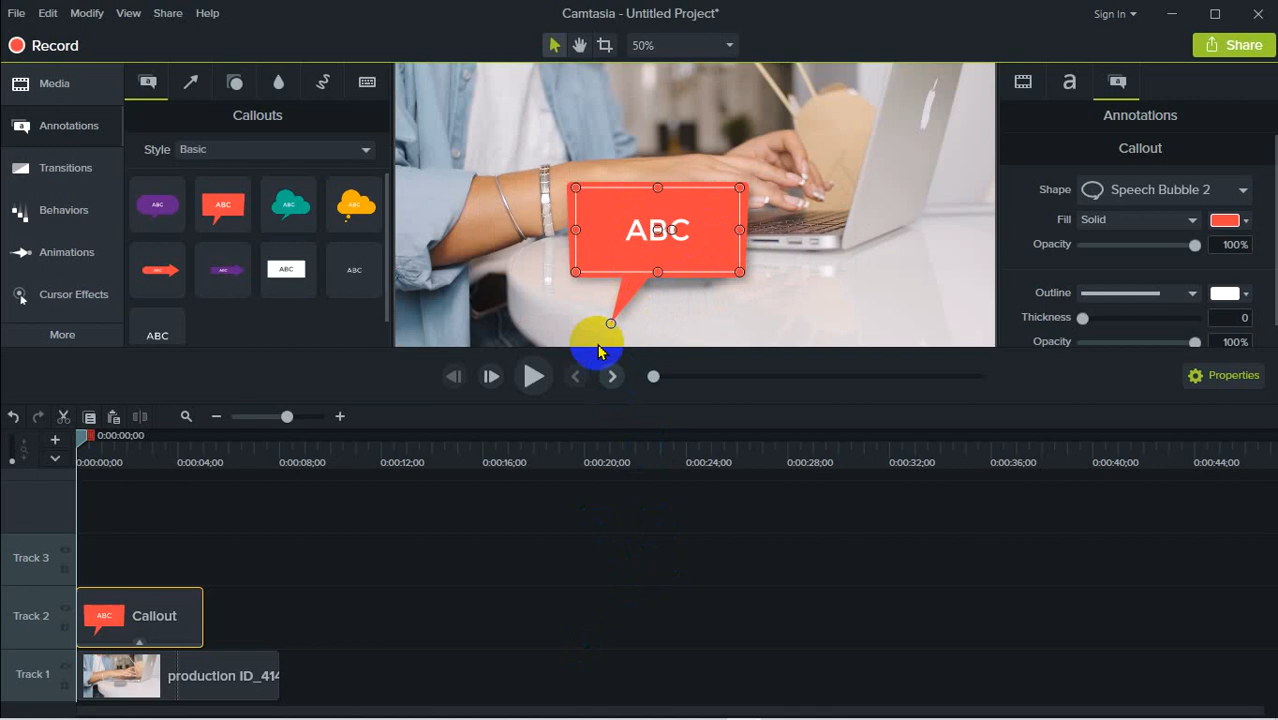 File Edit Modify View Share Help
Camtasia - Untitled Project*
Sign In
Record
50%
Share
Media
Annotations
Transitions
Behaviors
Animations
Cursor Effects
More
Callouts
Style Basic
ABC ABC ABC ABC
ABC ABC ABC ABC
ABC
ABC
a
Annotations
Callout
Shape Speech Bubble 2
Fill Solid
Opacity 100%
Outline
Thickness 0
Opacity 100%
Properties
0:00:00;00
0:00:00;00 0:00:04;00 0:00:08;00 0:00:12;00 0:00:16;00 0:00:20;00 0:00:24;00 0:00:28;00 0:00:32;00 0:00:36;00 0:00:40;00 0:00:44;00
Track 3
Track 2
ABC Callout
Track 1
production ID_414